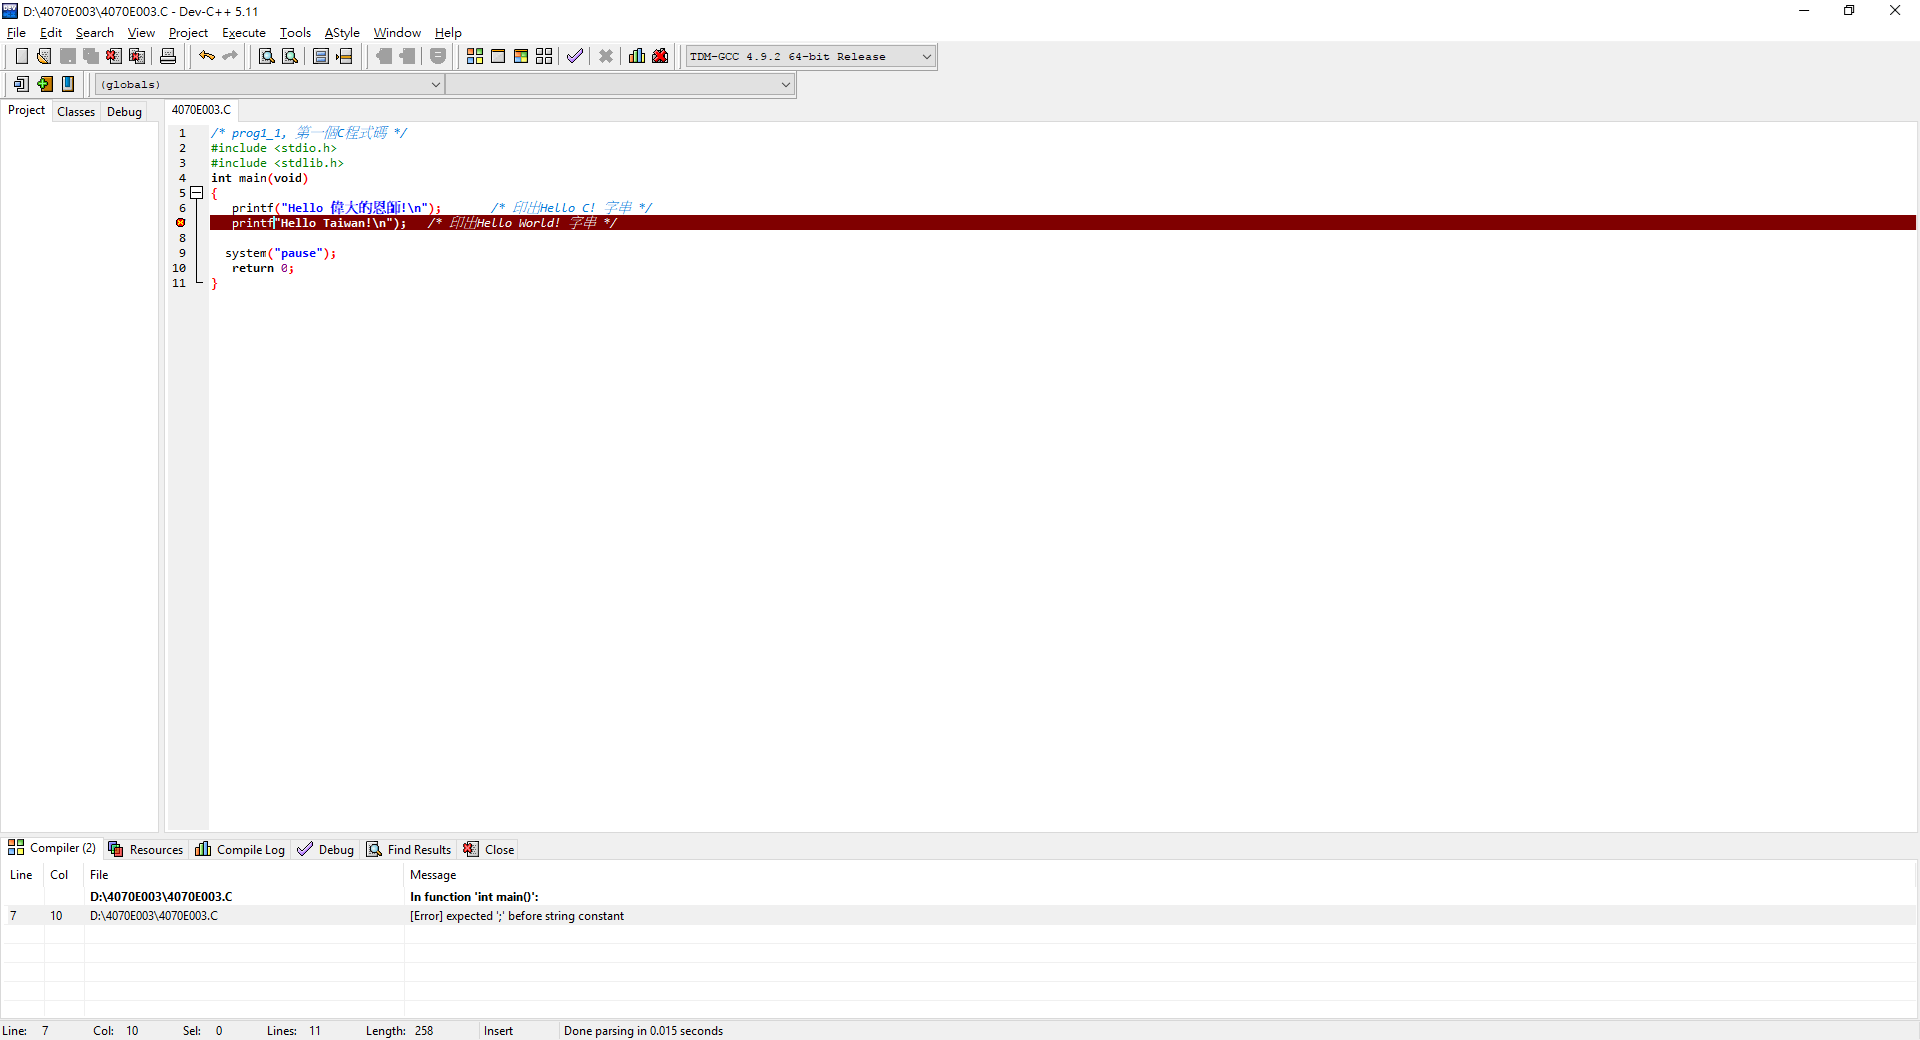 D:\4070E003\4070E003.C - Dev-C++ 5.11
File Edit Search View Project Execute Tools AStyle Window Help
TDM-GCC 4.9.2 64-bit Release
(globals)
Project Classes Debug
4070E003.C
1 /* prog1_1, 第一個C程式碼 */
2 #include <stdio.h>
3 #include <stdlib.h>
4 int main(void)
5 {
6 printf("Hello 偉大的恩師!\n"); /* 印出Hello C! 字串 */
printf"Hello Taiwan!\n"); /* 印出Hello World! 字串 */
8
9 system("pause");
10 return 0;
11 }
Compiler (2) Resources Compile Log Debug Find Results Close
Line Col File Message
D:\4070E003\4070E003.C In function 'int main()':
7 10 D:\4070E003\4070E003.C [Error] expected ';' before string constant
Line: 7 Col: 10 Sel: 0 Lines: 11 Length: 258 Insert Done parsing in 0.015 seconds